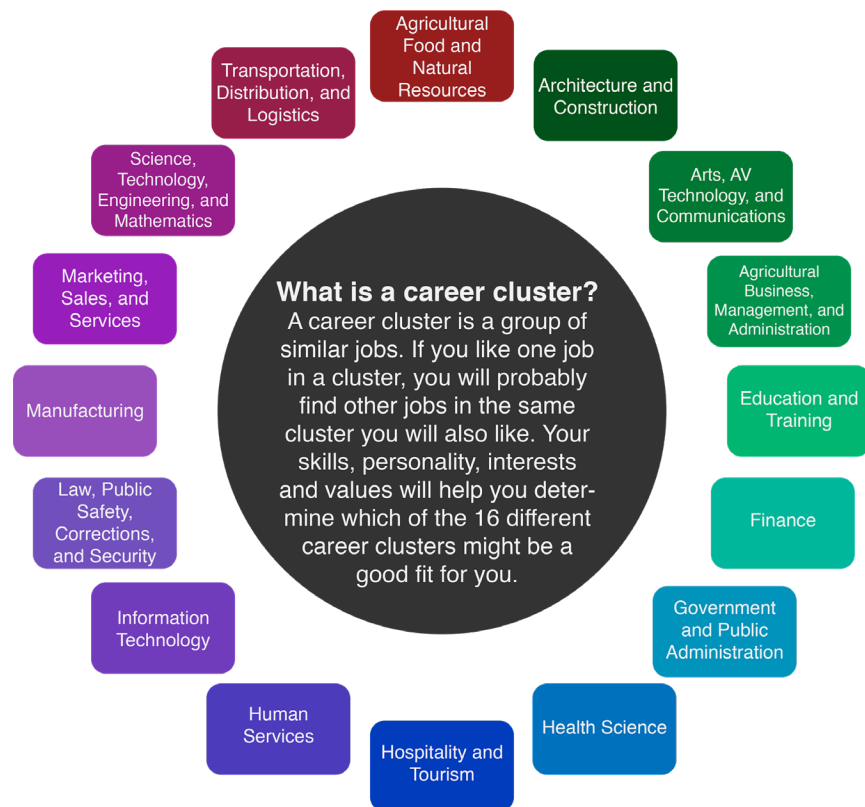 Agricultural
Food and
Natural
Resources
Architecture and
Construction
Arts, AV
Technology, and
Communications
Agricultural
Business,
Management, and
Administration
Education and
Training
Finance
Government
and Public
Administration
Health Science
Hospitality and
Tourism
Human
Services
Information
Technology
Law, Public
Safety,
Corrections,
and Security
Manufacturing
Marketing,
Sales, and
Services
Science,
Technology,
Engineering, and
Mathematics
Transportation,
Distribution, and
Logistics
What is a career cluster?
A career cluster is a group of
similar jobs. If you like one job
in a cluster, you will probably
find other jobs in the same
cluster you will also like. Your
skills, personality, interests
and values will help you deter-
mine which of the 16 different
career clusters might be a
good fit for you.